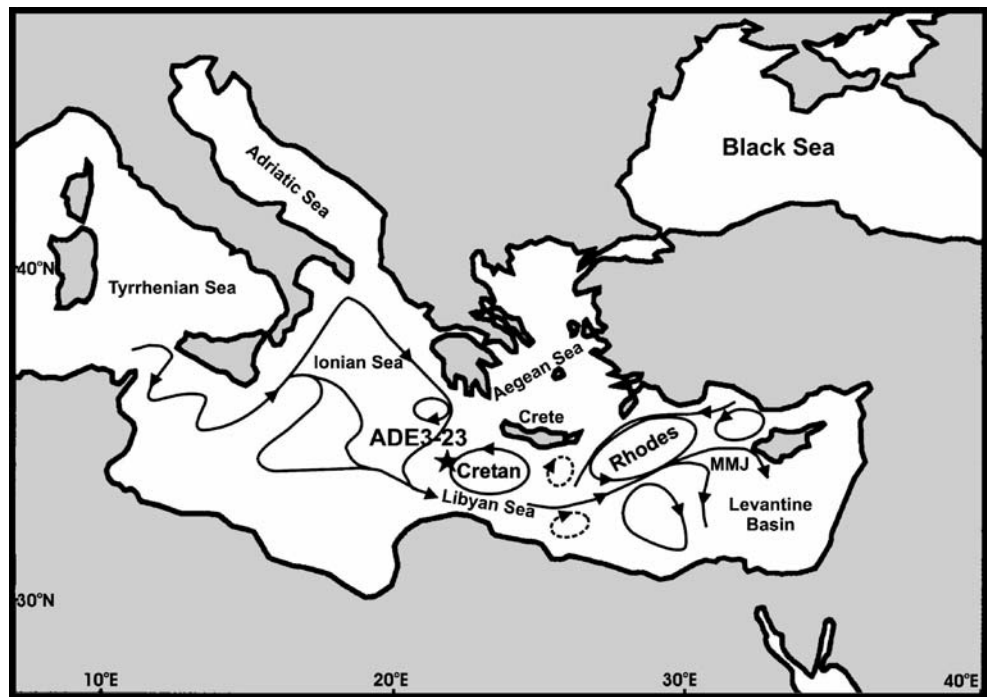 Black Sea
Adriatic Sea
40°N
Tyrrhenian Sea
Ionian Sea
Aegean Sea
Crete
ADE3-23
Rhodes
Cretan
MMJ
Libyan Sea
Levantine
Basin
30°N
10°E
20°E
30°E
40°E